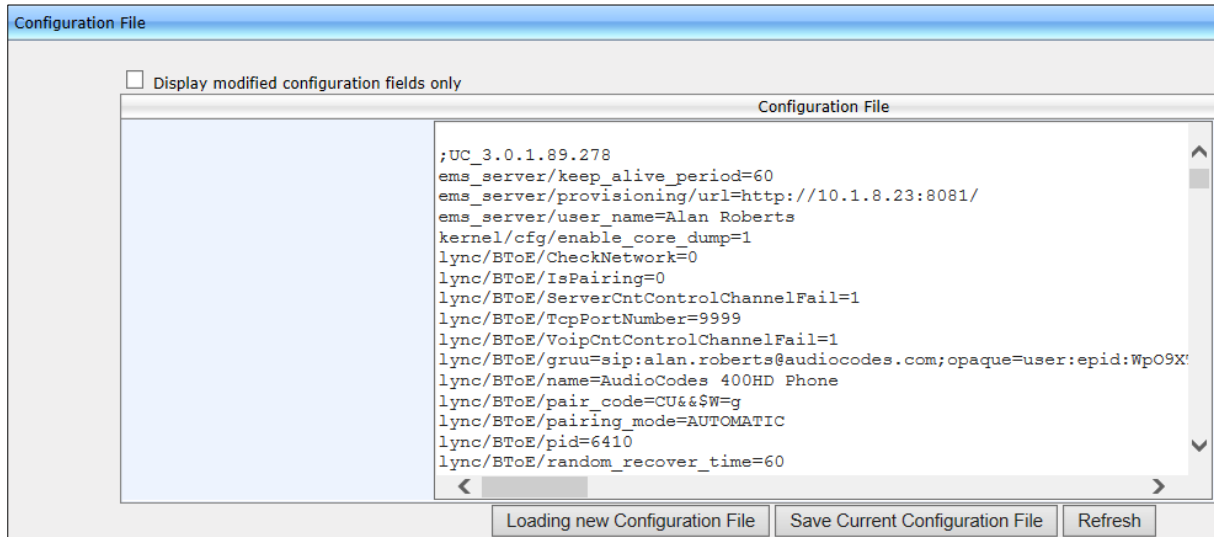 Configuration File
Display modified configuration fields only
Configuration File
;UC_3.0.1.89.278
ems_server/keep_alive_period=60
ems_server/provisioning/url=http://10.1.8.23:8081/
ems_server/user_name=Alan Roberts
kernel/cfg/enable_core_dump=1
lync/BToE/CheckNetwork=0
lync/BToE/IsPairing=0
lync/BToE/ServerCntControlChannelFail=1
lync/BToE/TcpPortNumber=9999
lync/BToE/VoipCntControlChannelFail=1
lync/BToE/gruu=sip:alan.roberts@audiocodes.com;opaque=user:epid:WpO9X
lync/BToE/name=AudioCodes 400HD Phone
lync/BToE/pair_code=CU&&$W=g
lync/BToE/pairing_mode=AUTOMATIC
lync/BToE/pid=6410
lync/BToE/random_recover_time=60
Loading new Configuration File Save Current Configuration File Refresh